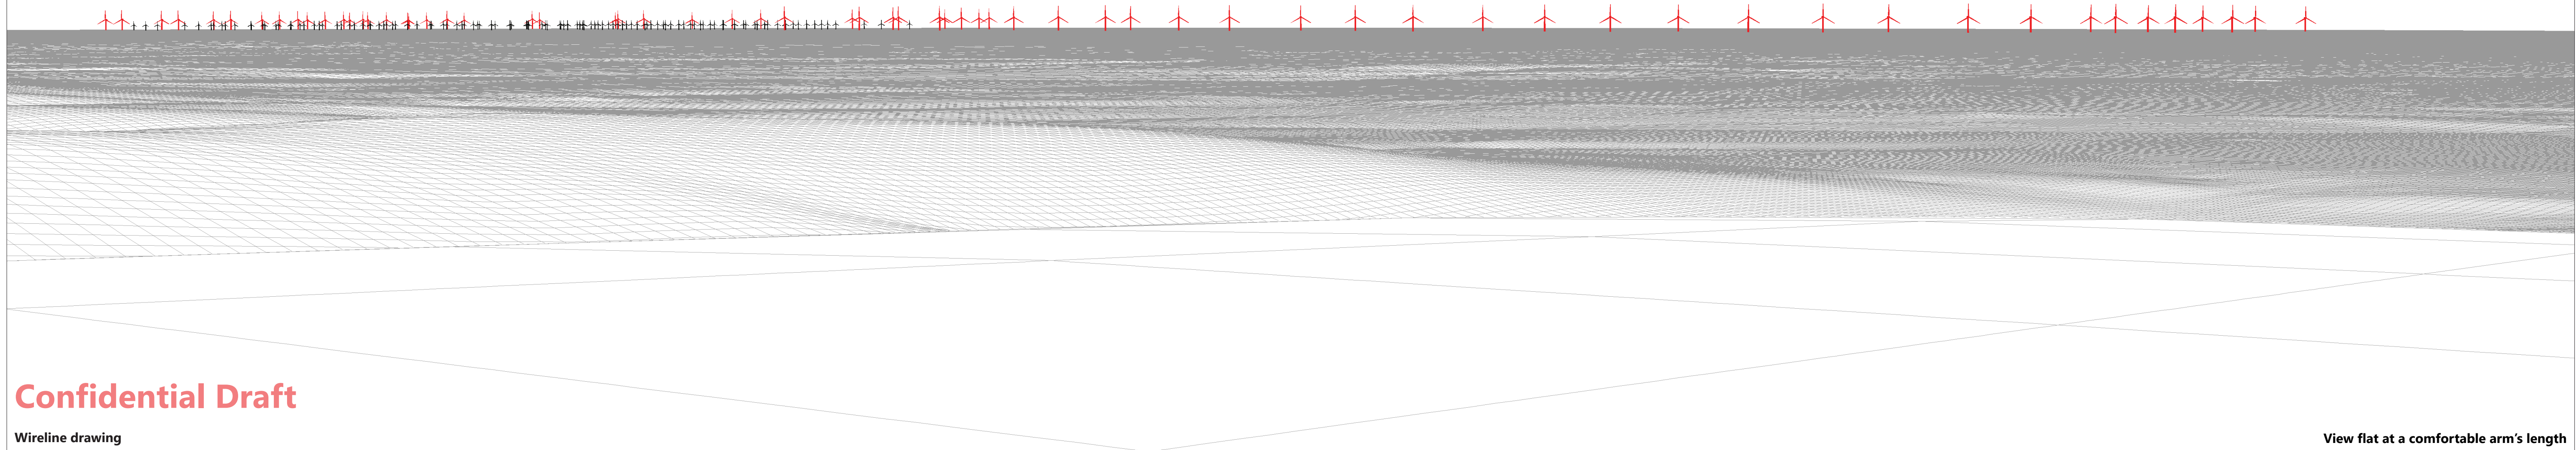 Confidential Draft
Wireline drawing
View flat at a comfortable arm's length